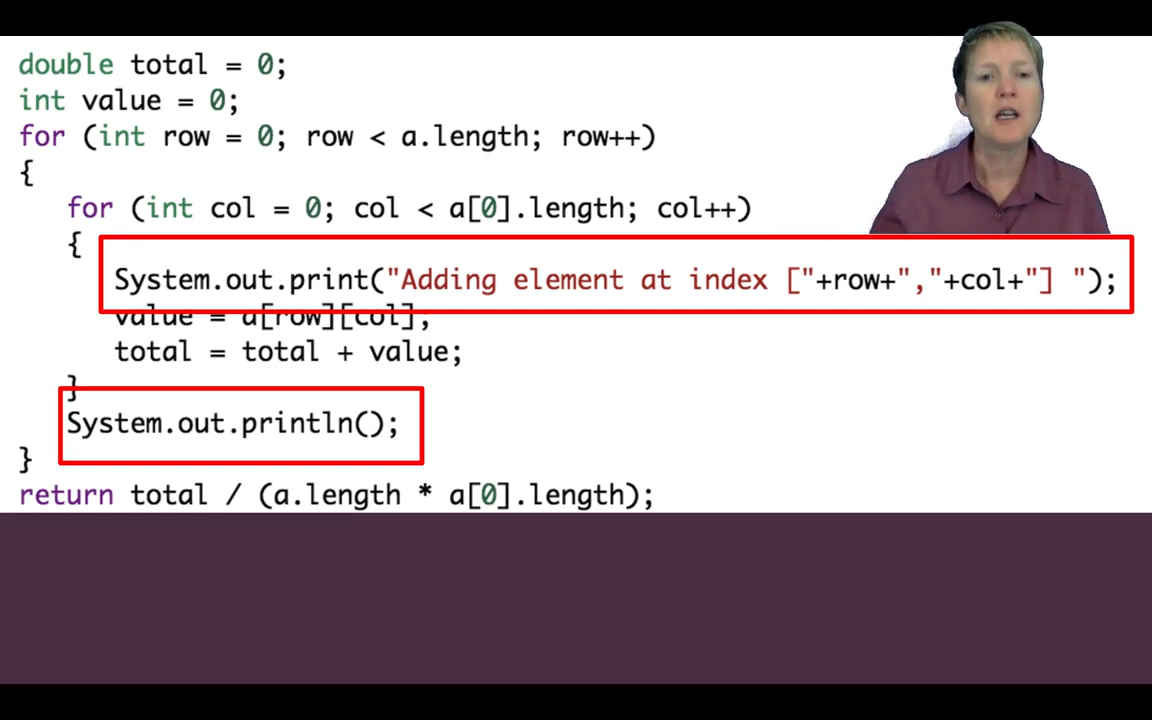 double total = 0;
int value = 0;
for (int row = 0; row < a.length; row++)
{
for (int col = 0; col < a[0].length; col++)
{
System.out.print("Adding element at index ["+row+","+col+"] ");
value = a[row][col];
total = total + value;
}
System.out.println();
}
return total / (a.length * a[0].length);